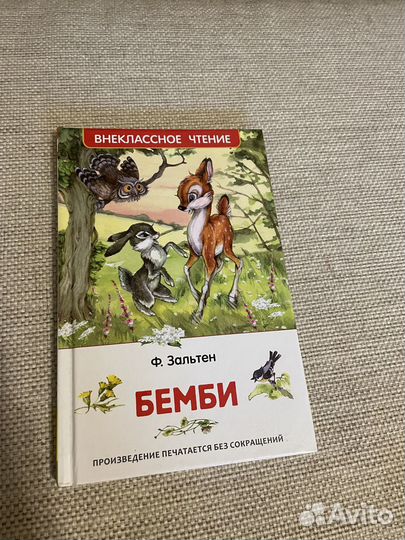 ВНЕКЛАССНОЕ ЧТЕНИЕ
Ф. Зальтен
БЕМБИ
ПРОИЗВЕДЕНИЕ ПЕЧАТАЕТСЯ БЕЗ СОКРАЩЕНИЙ
Avito